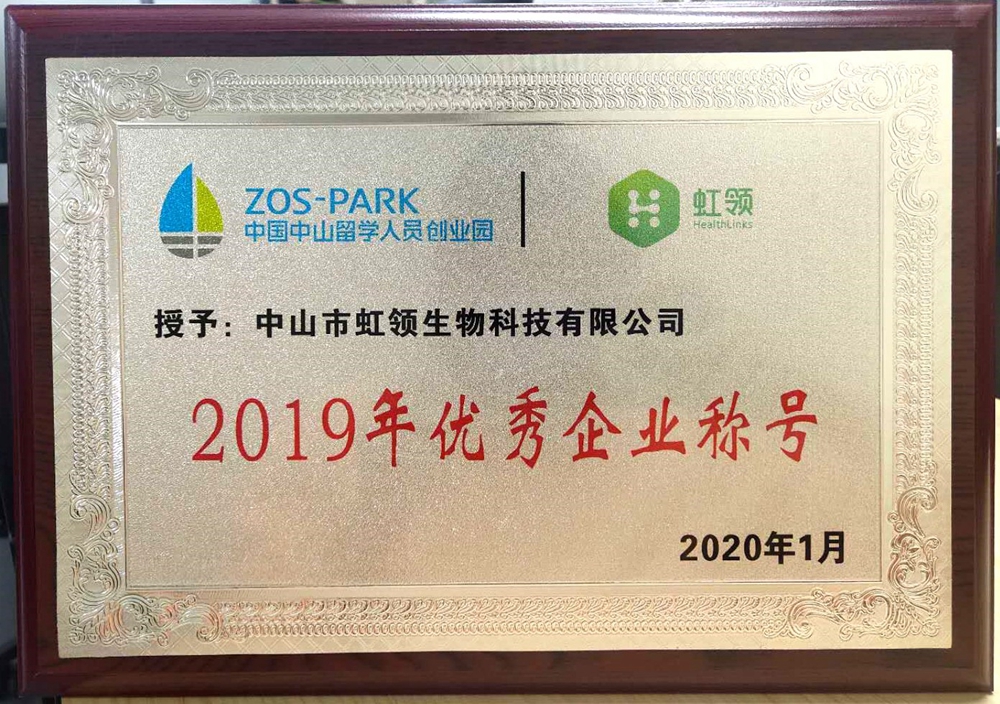 ZOS-PARK
中国中山留学人员创业园
虹领
HealthLinks
授予：中山市虹领生物科技有限公司
2019年优秀企业称号
2020年1月